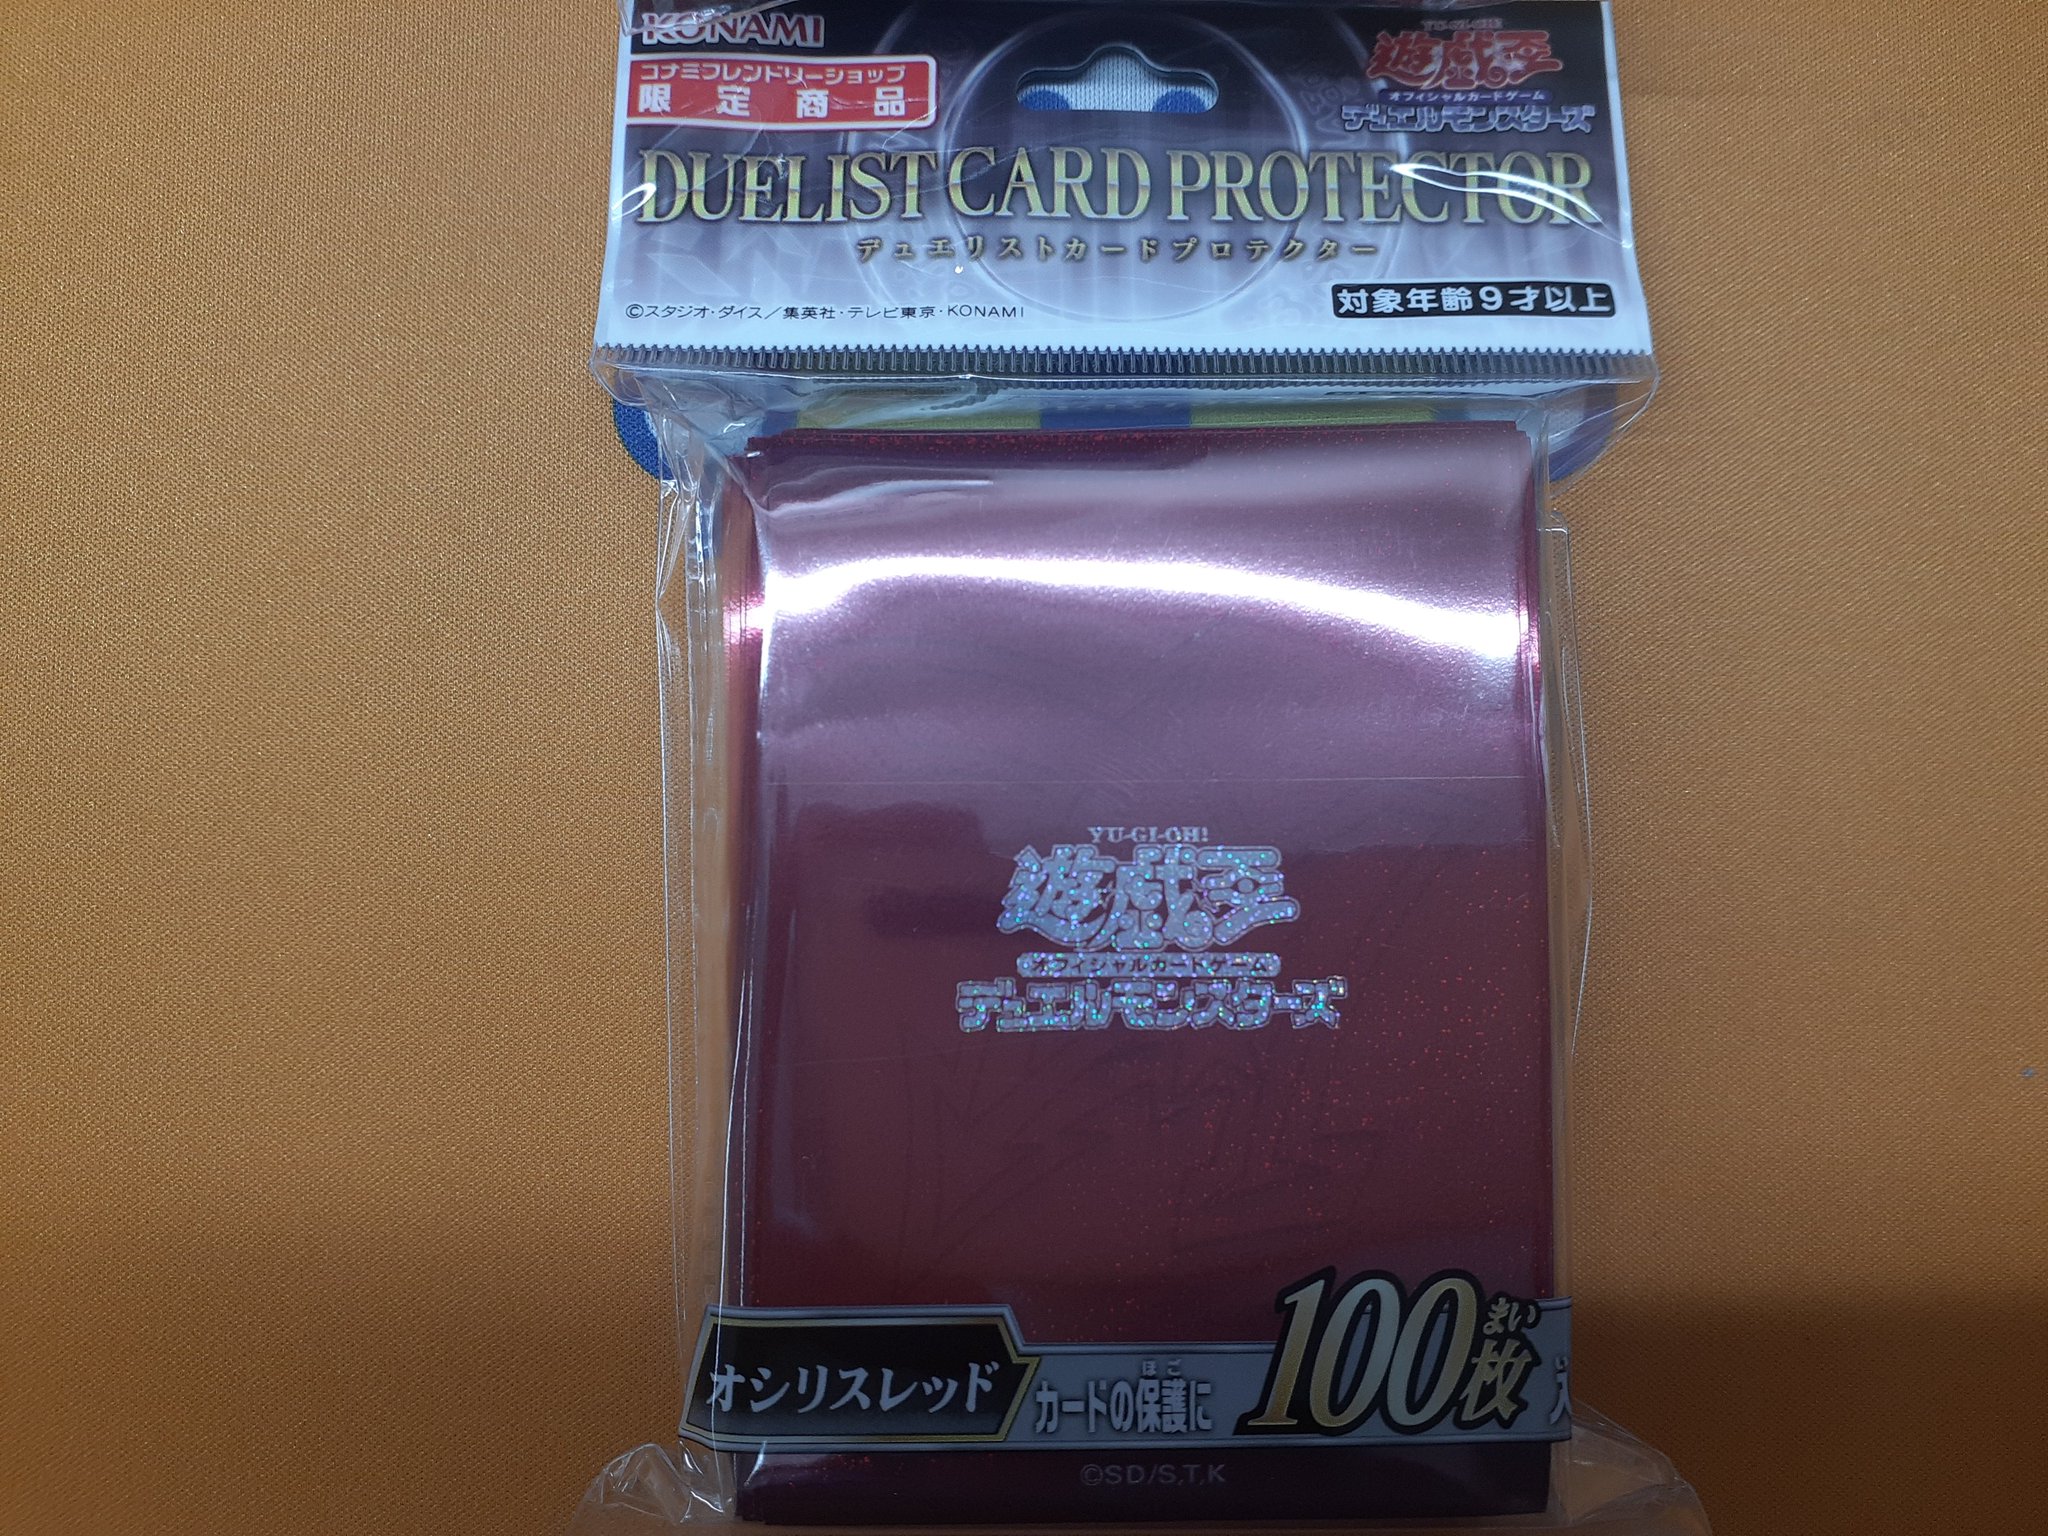 KONAMI
コナミフレンドリーショップ
限定商品
YU-GI-OH!
遊戯王
オフィシャルカードゲーム
デュエルモンスターズ
DUELIST CARD PROTECTOR
デュエリストカードプロテクター
©スタジオ・ダイス／集英社・テレビ東京・KONAMI
対象年齢9才以上
YU-GI-OH!
遊戯王
オフィシャルカードゲーム
デュエルモンスターズ
オシリスレッド
ほご
カードの保護に
まい
100枚
©SD/S,T,K